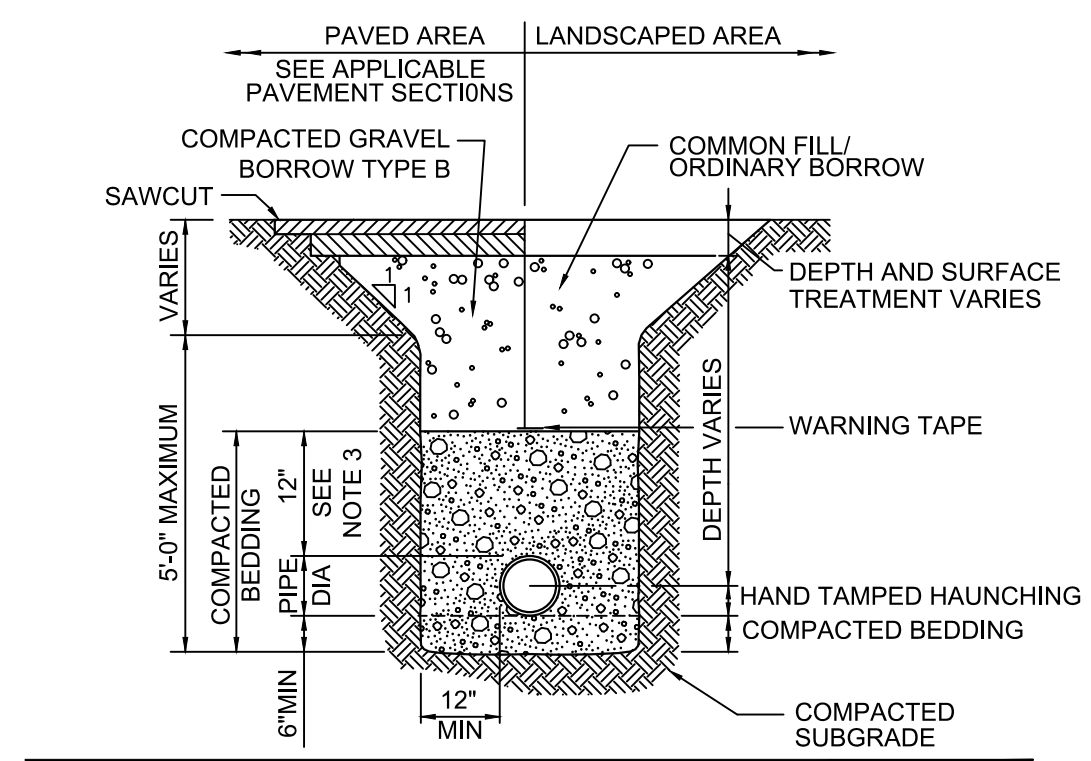 PAVED AREA
LANDSCAPED AREA
SEE APPLICABLE
PAVEMENT SECTI0NS
COMPACTED GRAVEL
BORROW TYPE B
COMMON FILL/
ORDINARY BORROW
SAWCUT
VARIES
1
1
DEPTH AND SURFACE
TREATMENT VARIES
5'-0" MAXIMUM
COMPACTED
BEDDING
12"
SEE
NOTE 3
PIPE
DIA
6"MIN
12"
MIN
DEPTH VARIES
WARNING TAPE
HAND TAMPED HAUNCHING
COMPACTED BEDDING
COMPACTED
SUBGRADE